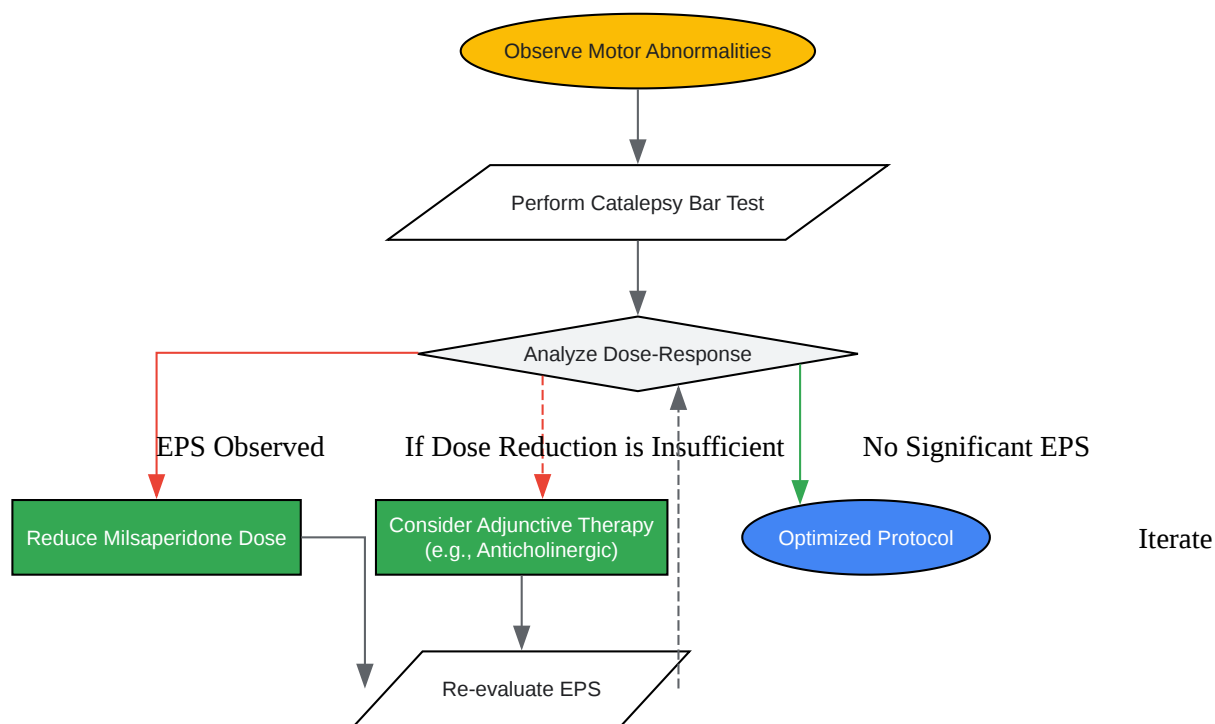 Observe Motor Abnormalities
Perform Catalepsy Bar Test
Analyze Dose-Response
EPS Observed
If Dose Reduction is Insufficient
No Significant EPS
Reduce Milsaperidone Dose
Consider Adjunctive Therapy
(e.g., Anticholinergic)
Optimized Protocol
Iterate
Re-evaluate EPS